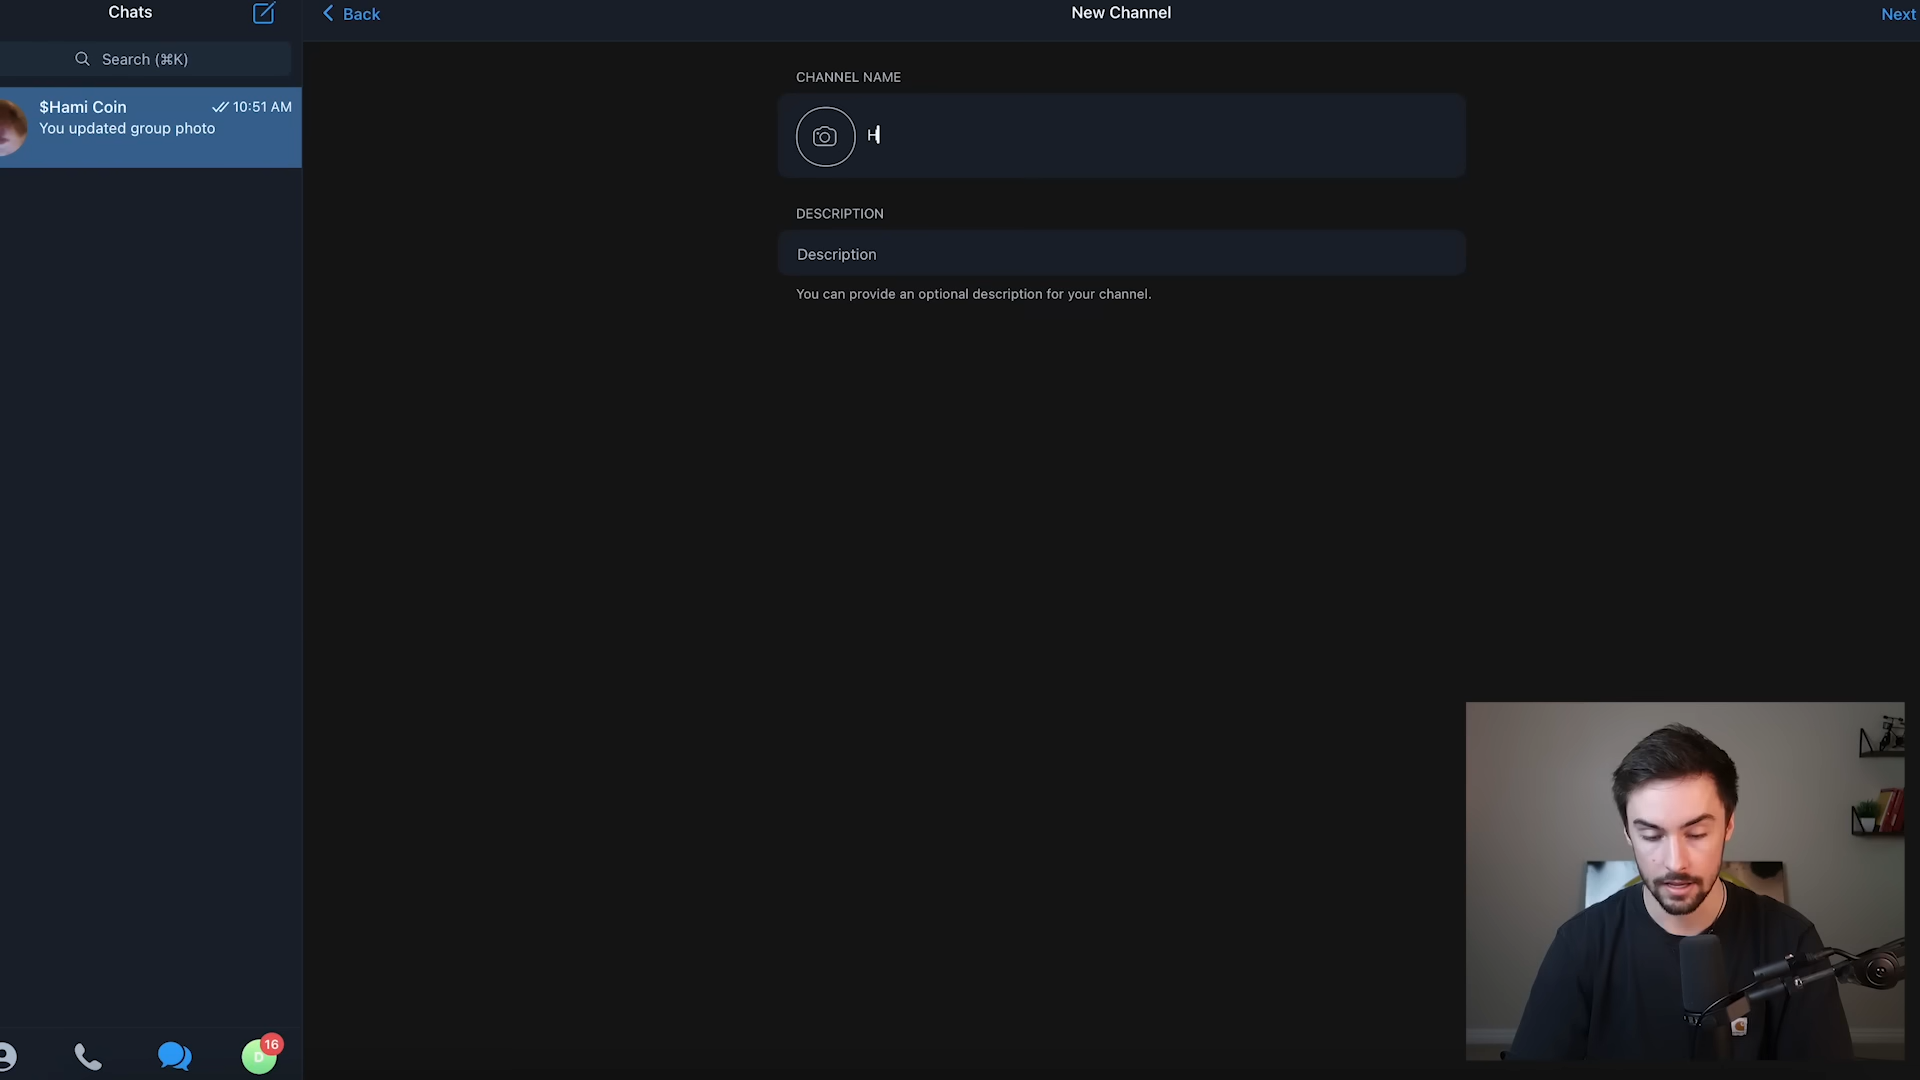 Chats
Search (⌘K)
$Hami Coin
10:51 AM
You updated group photo
16
D
Back
New Channel
Next
CHANNEL NAME
H
DESCRIPTION
Description
You can provide an optional description for your channel.